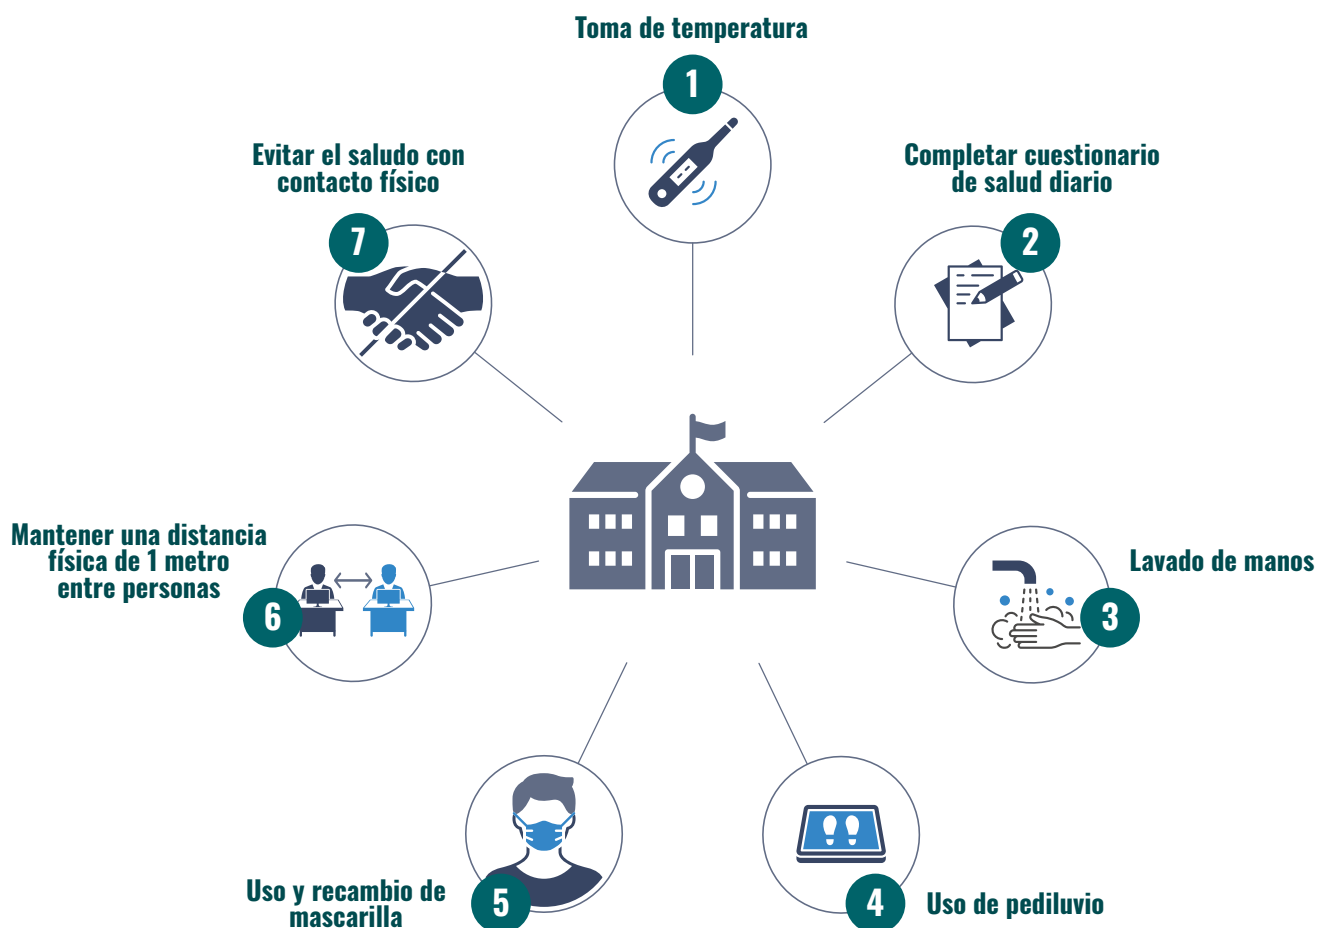 Toma de temperatura
1
Completar cuestionario
de salud diario
2
Lavado de manos
3
Uso de pediluvio
4
Uso y recambio de
mascarilla
5
Mantener una distancia
física de 1 metro
entre personas
6
Evitar el saludo con
contacto físico
7